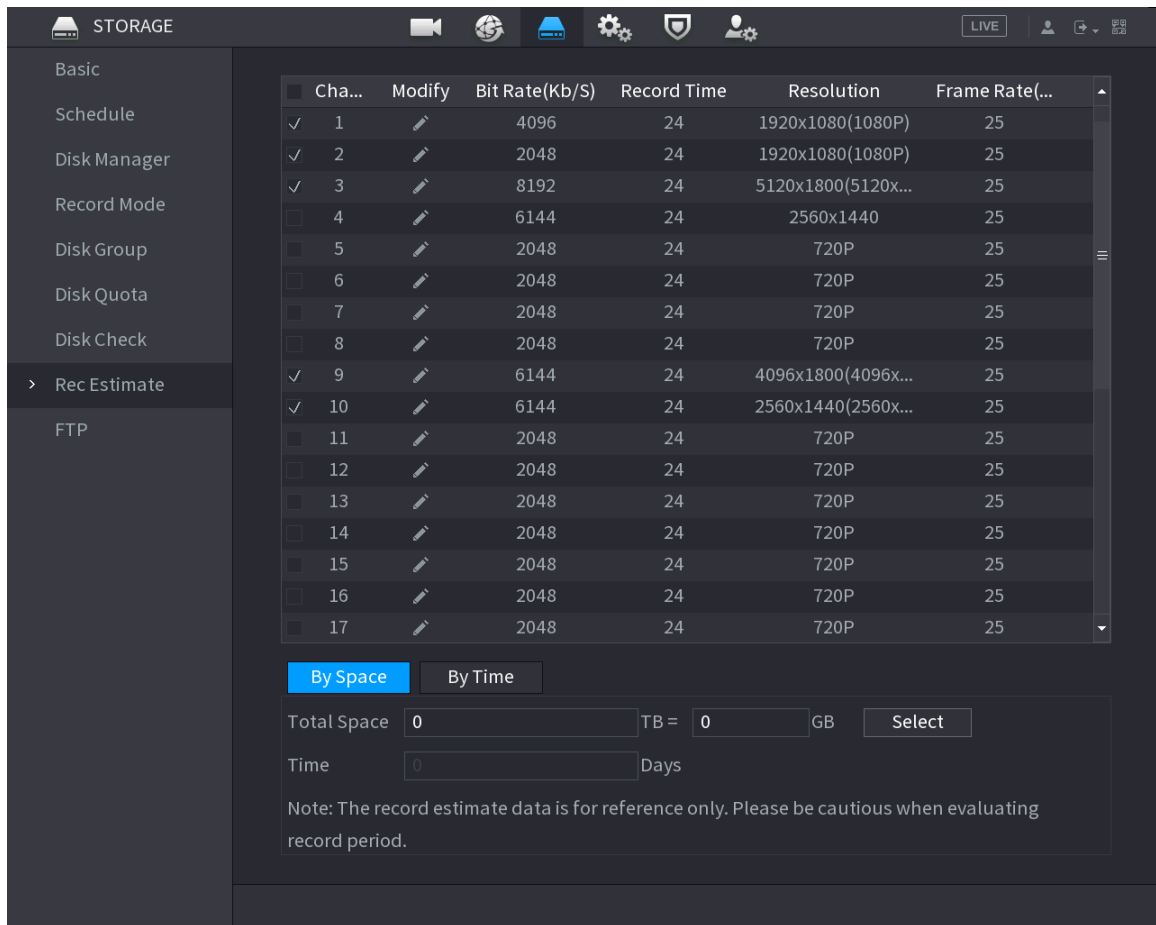 STORAGE LIVE
Basic
Schedule
Disk Manager
Record Mode
Disk Group
Disk Quota
Disk Check
Rec Estimate
FTP
Cha... Modify Bit Rate(Kb/S) Record Time Resolution Frame Rate(...
1 4096 24 1920x1080(1080P) 25
2 2048 24 1920x1080(1080P) 25
3 8192 24 5120x1800(5120x... 25
4 6144 24 2560x1440 25
5 2048 24 720P 25
6 2048 24 720P 25
7 2048 24 720P 25
8 2048 24 720P 25
9 6144 24 4096x1800(4096x... 25
10 6144 24 2560x1440(2560x... 25
11 2048 24 720P 25
12 2048 24 720P 25
13 2048 24 720P 25
14 2048 24 720P 25
15 2048 24 720P 25
16 2048 24 720P 25
17 2048 24 720P 25
By Space By Time
Total Space 0 TB = 0 GB Select
Time 0 Days
Note: The record estimate data is for reference only. Please be cautious when evaluating
record period.